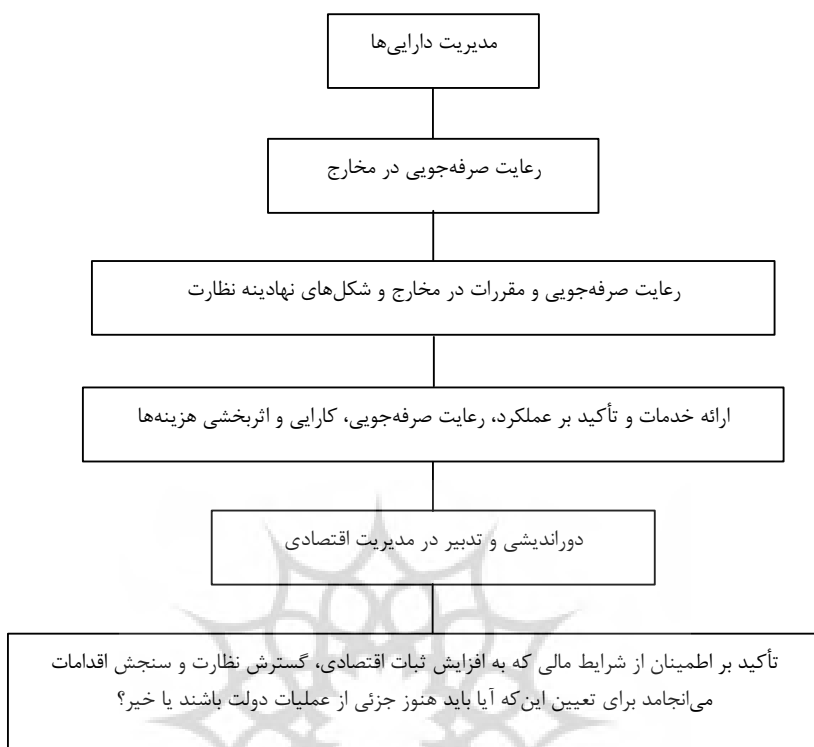 مدیریت دارایی‌ها
رعایت صرفه‌جویی در مخارج
رعایت صرفه‌جویی و مقررات در مخارج و شکل‌های نهادینه نظارت
ارائه خدمات و تأکید بر عملکرد، رعایت صرفه‌جویی، کارایی و اثربخشی هزینه‌ها
دوراندیشی و تدبیر در مدیریت اقتصادی
تأکید بر اطمینان از شرایط مالی که به افزایش ثبات اقتصادی، گسترش نظارت و سنجش اقدامات
می‌انجامد برای تعیین این‌که آیا باید هنوز جزئی از عملیات دولت باشند یا خیر؟